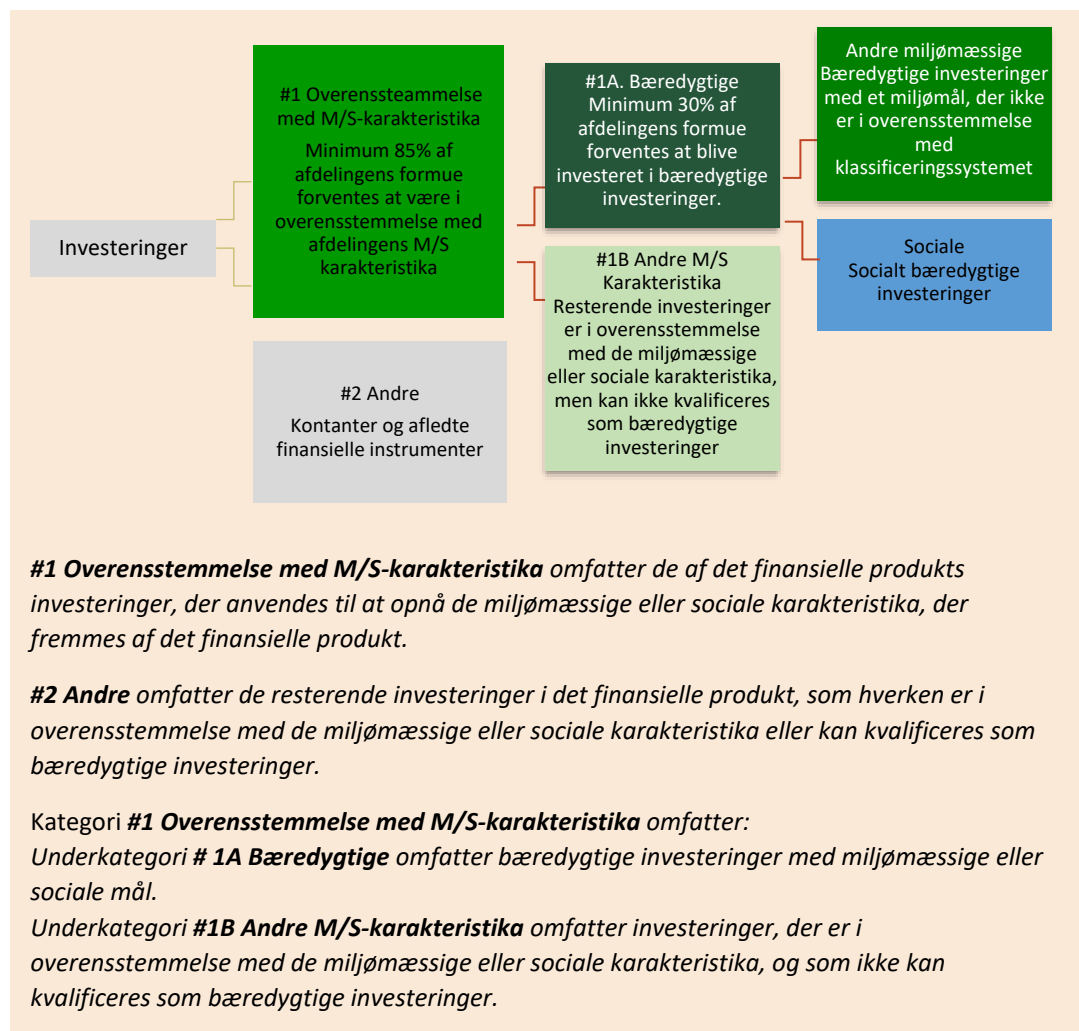 Investeringer
#1 Overenssteammelse
med M/S-karakteristika
Minimum 85% af
afdelingens formue
forventes at være i
overensstemmelse med
afdelingens M/S
karakteristika
#2 Andre
Kontanter og afledte
finansielle instrumenter
#1A. Bæredygtige
Minimum 30% af
afdelingens formue
forventes at blive
investeret i bæredygtige
investeringer.
#1B Andre M/S
Karakteristika
Resterende investeringer
er i overensstemmelse
med de miljømæssige
eller sociale karakteristika,
men kan ikke kvalificeres
som bæredygtige
investeringer
Andre miljømæssige
Bæredygtige investeringer
med et miljømål, der ikke
er i overensstemmelse
med
klassificeringssystemet
Sociale
Socialt bæredygtige
investeringer
#1 Overensstemmelse med M/S-karakteristika omfatter de af det finansielle produkts
investeringer, der anvendes til at opnå de miljømæssige eller sociale karakteristika, der
fremmes af det finansielle produkt.
#2 Andre omfatter de resterende investeringer i det finansielle produkt, som hverken er i
overensstemmelse med de miljømæssige eller sociale karakteristika eller kan kvalificeres som
bæredygtige investeringer.
Kategori #1 Overensstemmelse med M/S-karakteristika omfatter:
Underkategori # 1A Bæredygtige omfatter bæredygtige investeringer med miljømæssige eller
sociale mål.
Underkategori #1B Andre M/S-karakteristika omfatter investeringer, der er i
overensstemmelse med de miljømæssige eller sociale karakteristika, og som ikke kan
kvalificeres som bæredygtige investeringer.